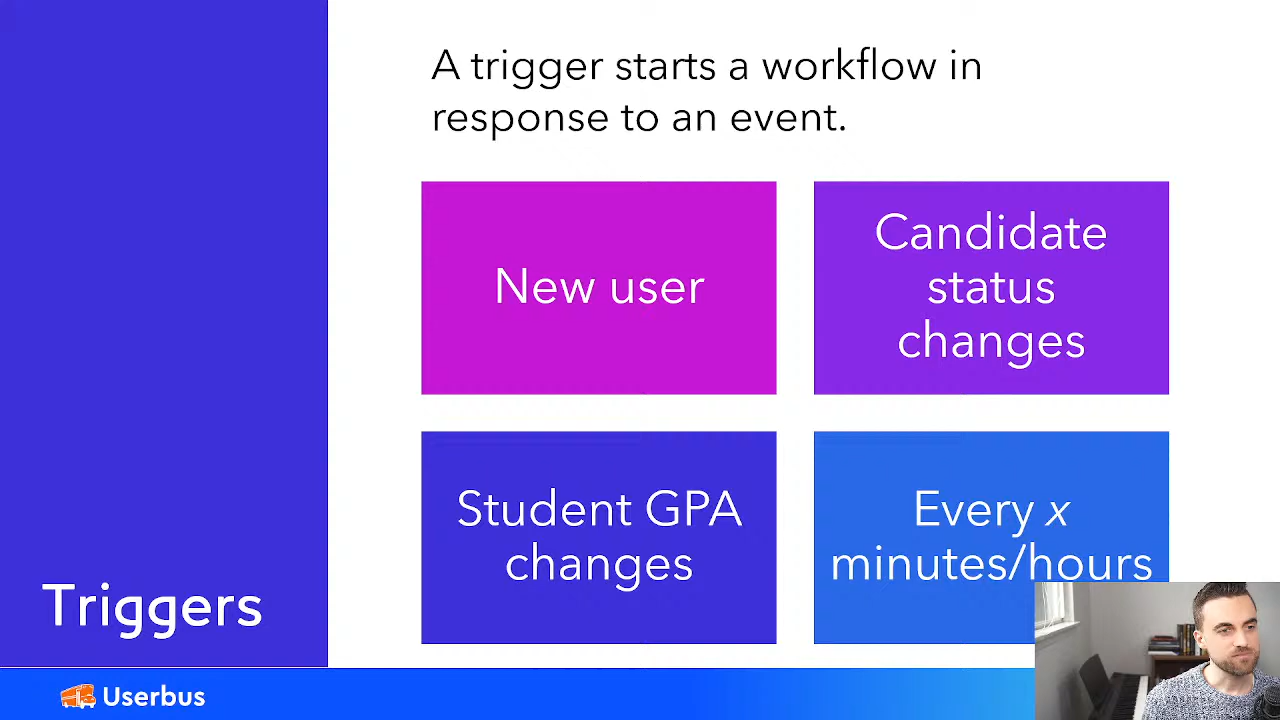 A trigger starts a workflow in
response to an event.
New user
Candidate
status
changes
Student GPA
changes
Every x
minutes/hours
Triggers
Userbus